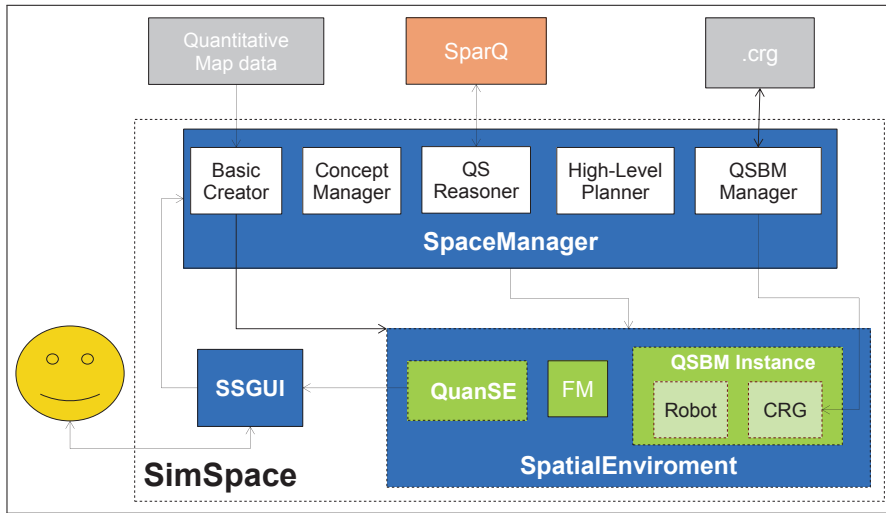 Quantitative
Map data
SparQ
.crg
Basic
Creator
Concept
Manager
QS
Reasoner
High-Level
Planner
QSBM
Manager
SpaceManager
SSGUI
QuanSE
FM
QSBM Instance
Robot
CRG
SpatialEnviroment
SimSpace